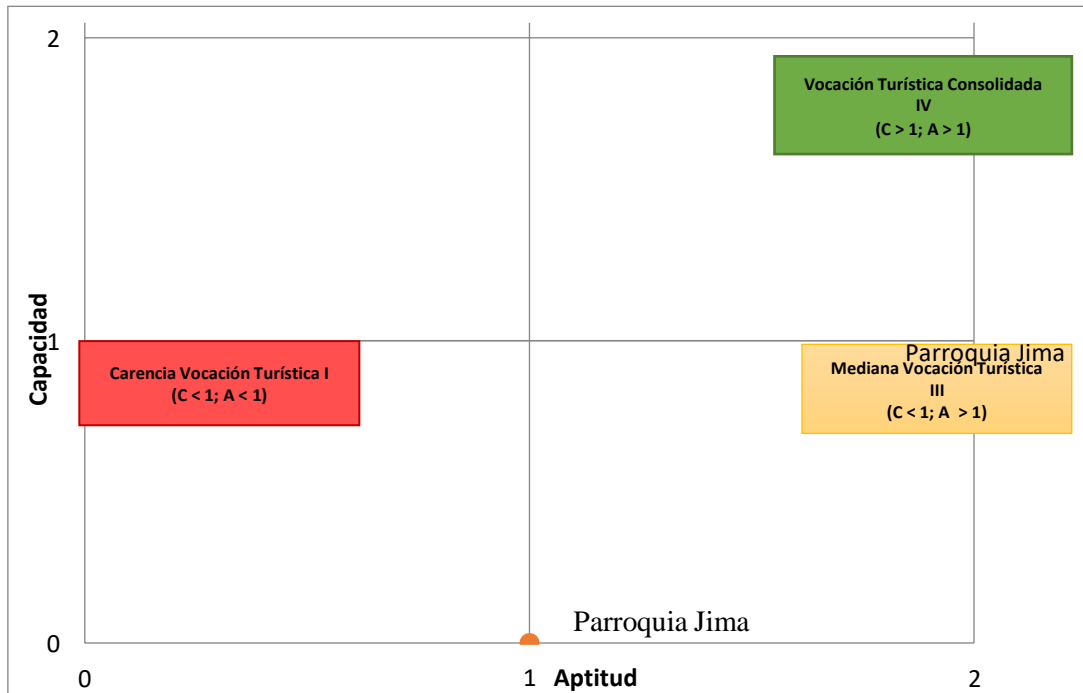 2
Vocación Turística Consolidada
IV
(C > 1; A > 1)
Capacidad
1
Parroquia Jima
Carencia Vocación Turística I
(C < 1; A < 1)
Mediana Vocación Turística
III
(C < 1; A > 1)
Parroquia Jima
0
0
1
Aptitud
2